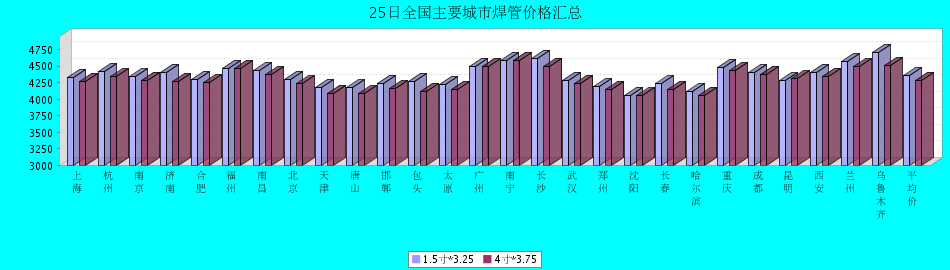 25日全国主要城市焊管价格汇总
4750
4500
4250
4000
3750
3500
3250
3000
上海
杭州
南京
济南
合肥
福州
南昌
北京
天津
唐山
邯郸
包头
太原
广州
南宁
长沙
武汉
郑州
沈阳
长春
哈尔滨
重庆
成都
昆明
西安
兰州
乌鲁木齐
平均价
1.5寸*3.25
4寸*3.75